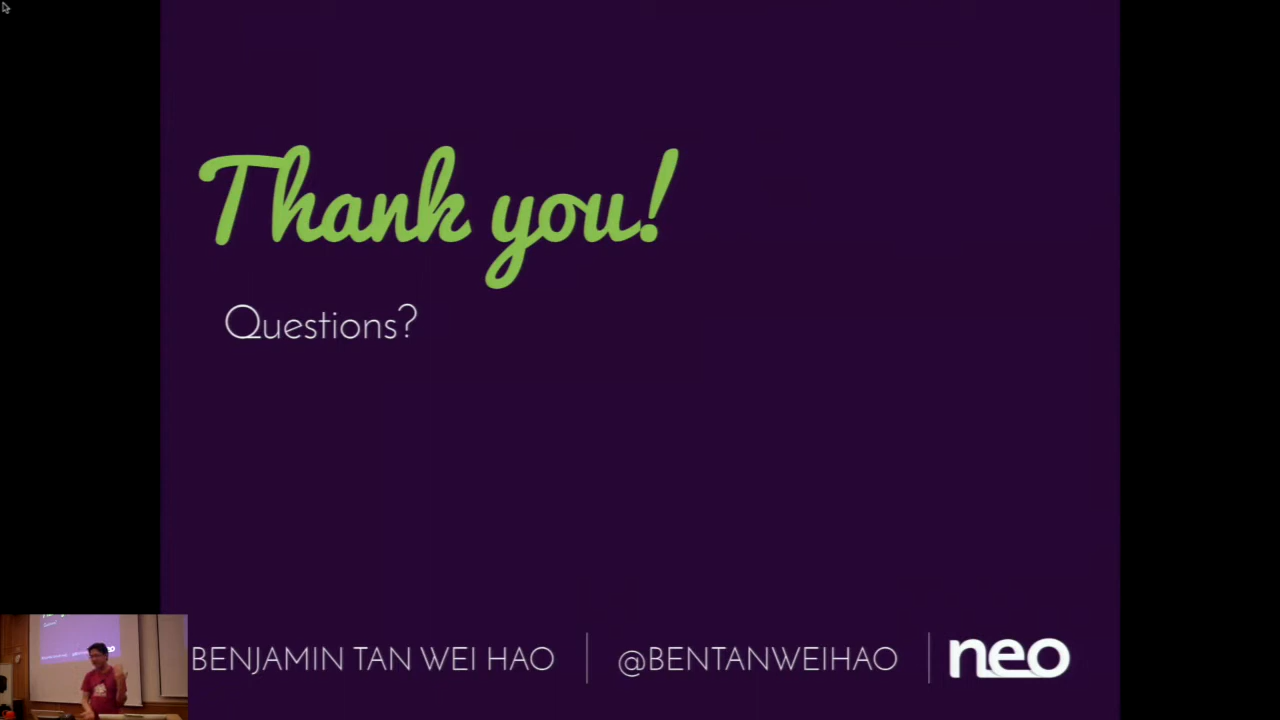 Thank you!
Questions?
BENJAMIN TAN WEI HAO
@BENTANWEIHAO
neo